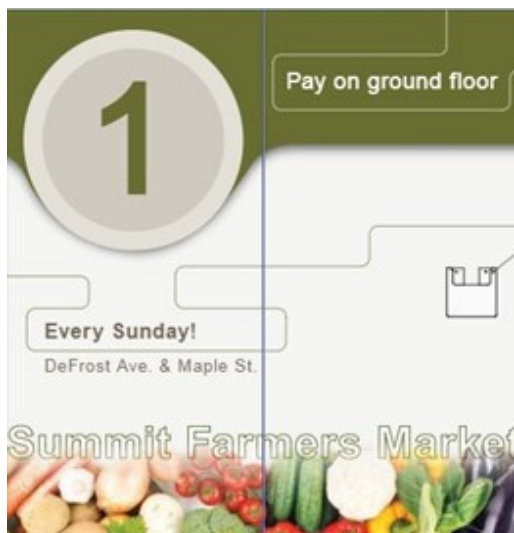 1
Pay on ground floor
Every Sunday!
DeFrost Ave. & Maple St.
Summit Farmers Market